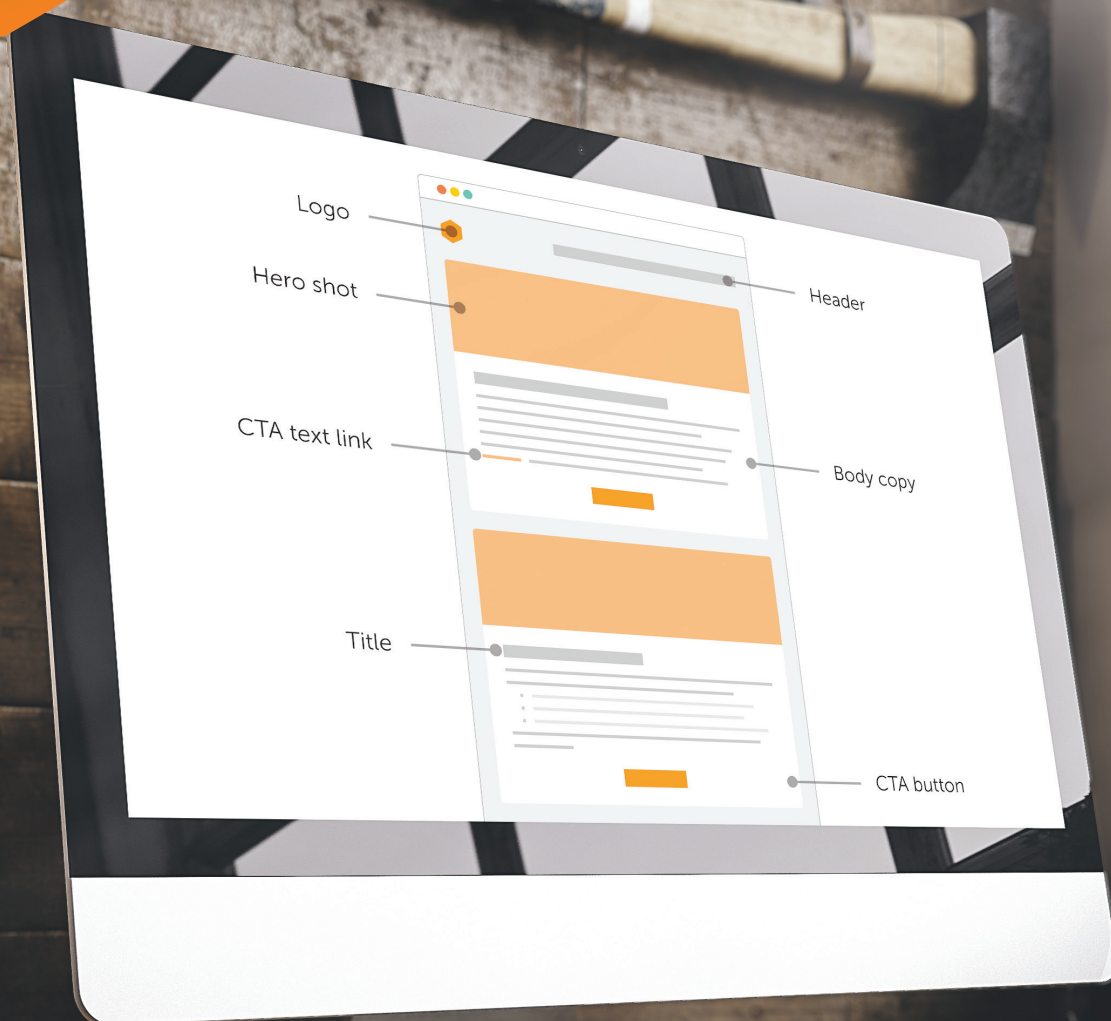 Logo
Hero shot
Header
CTA text link
Body copy
Title
CTA button